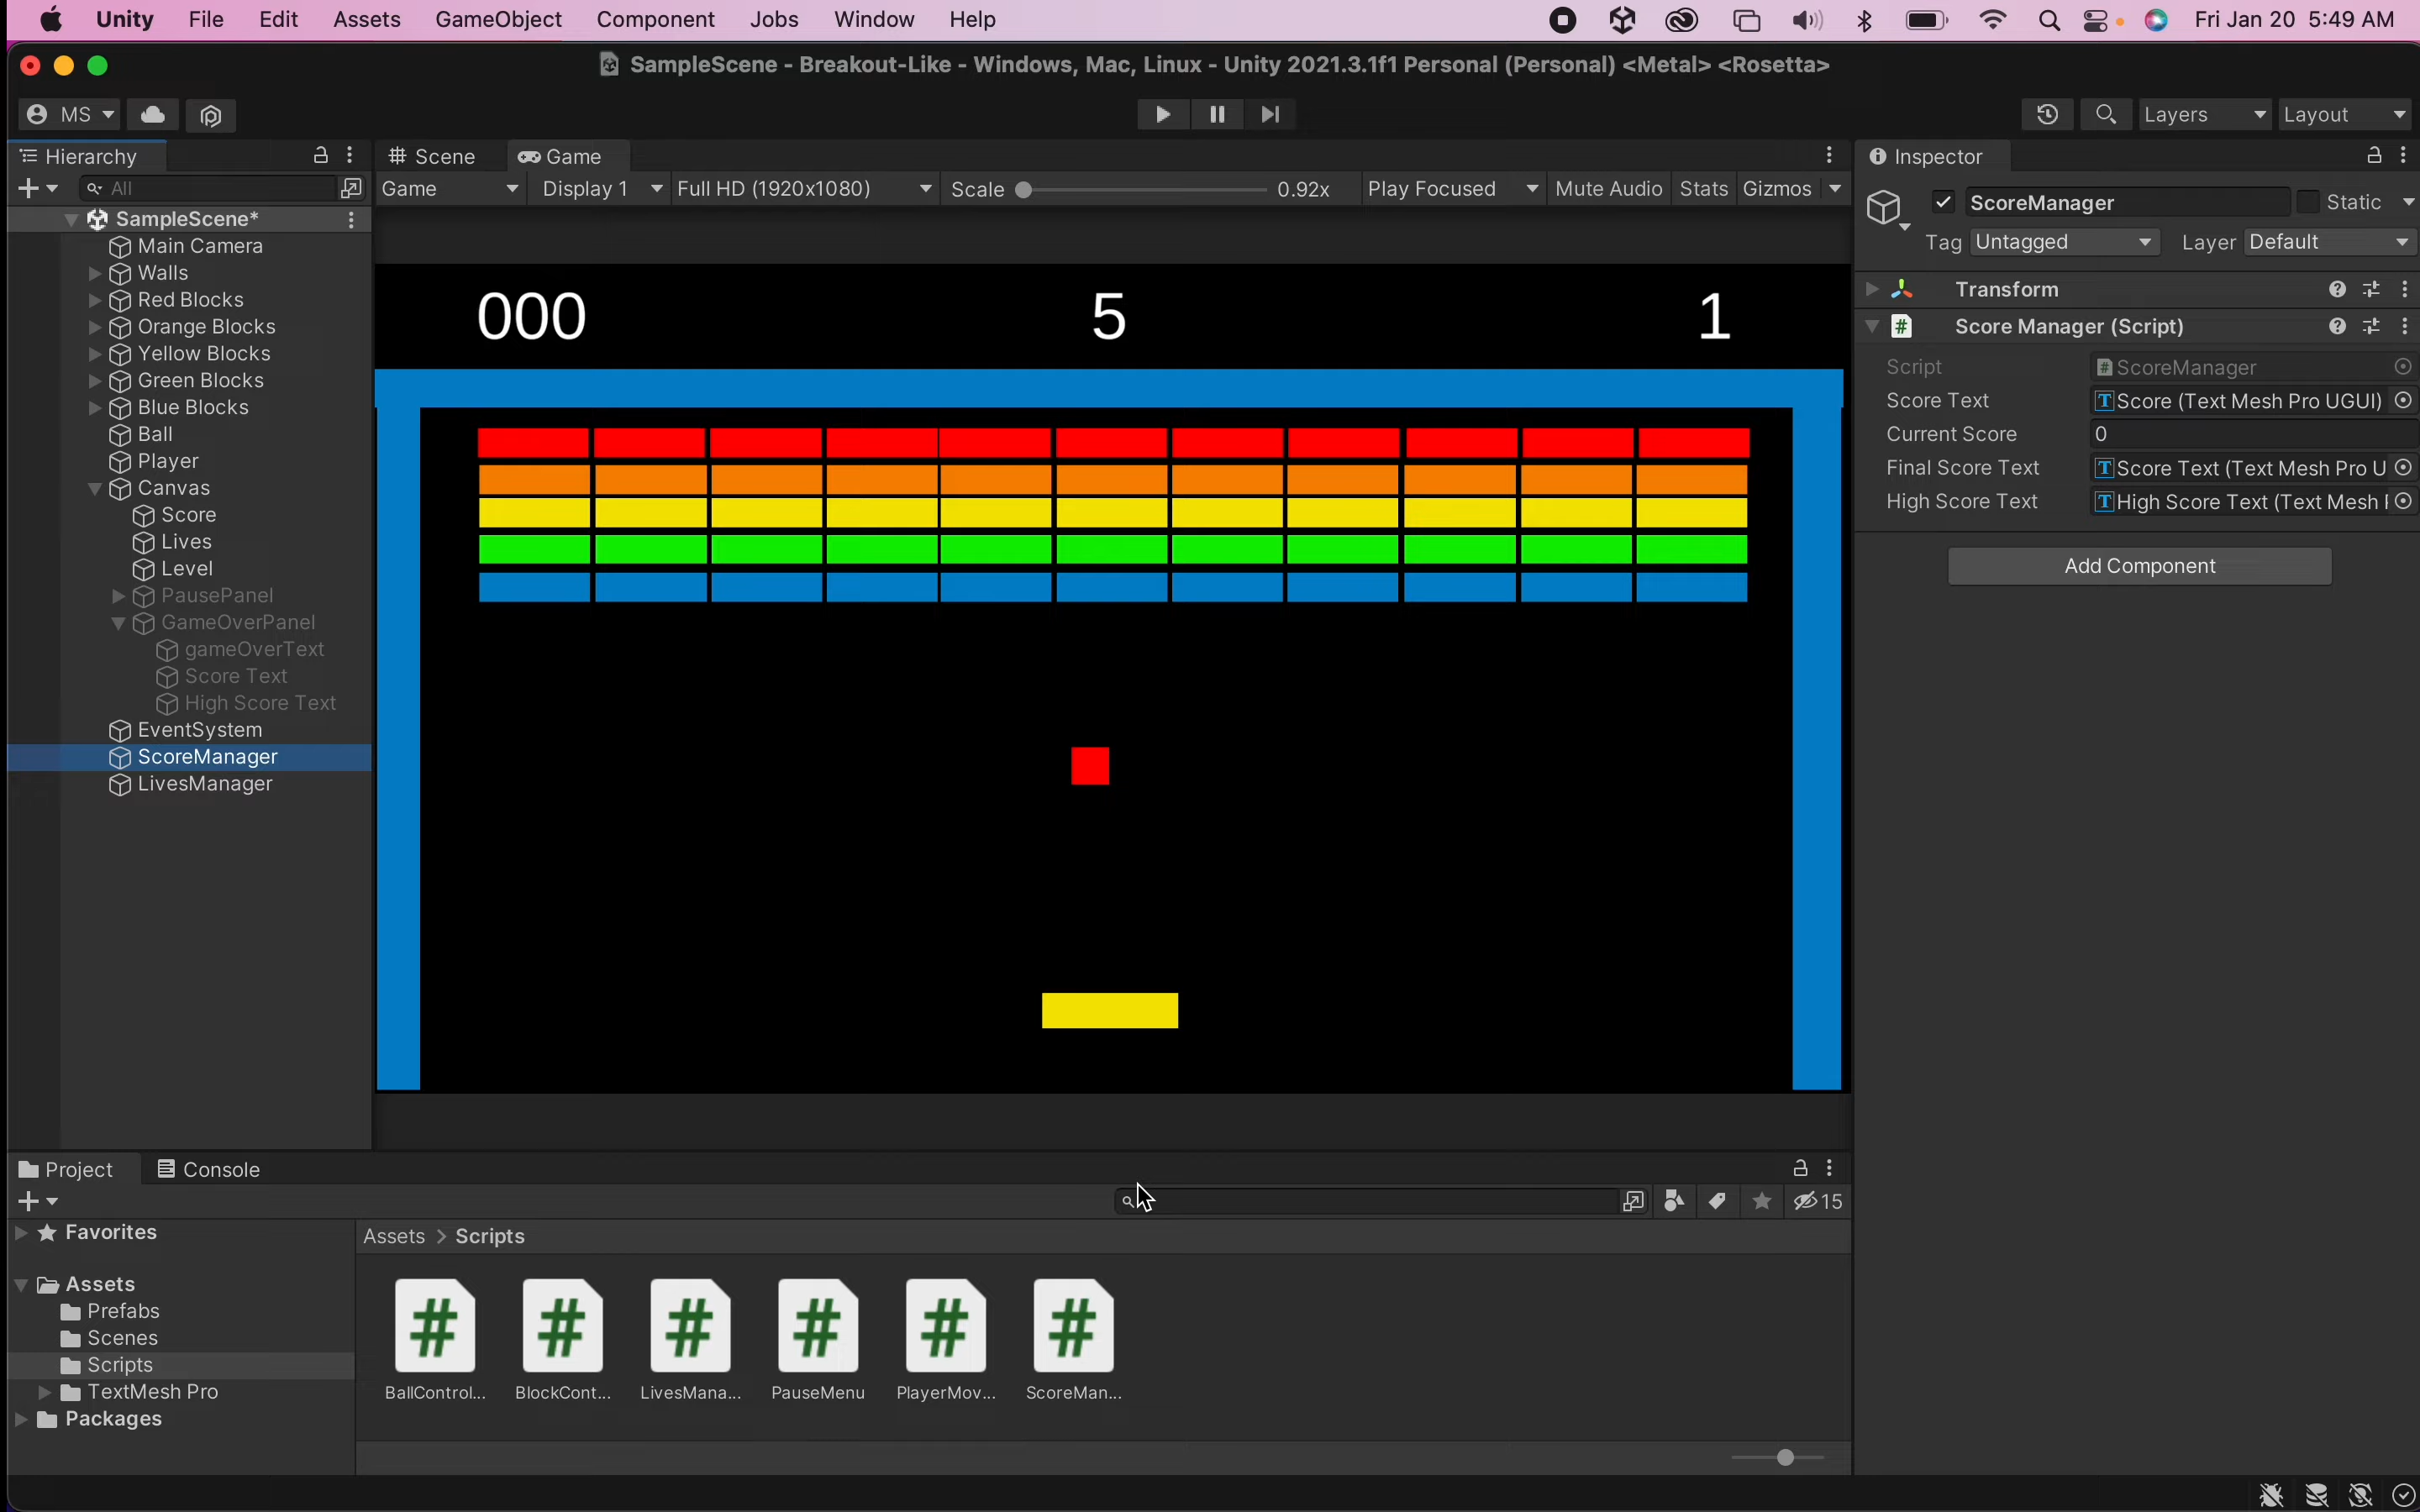 Unity File Edit Assets GameObject Component Jobs Window Help Fri Jan 20 5:49 AM
SampleScene - Breakout-Like - Windows, Mac, Linux - Unity 2021.3.1f1 Personal (Personal) <Metal> <Rosetta>
MS Layers Layout
Hierarchy
All
SampleScene*
Main Camera
Walls
Red Blocks
Orange Blocks
Yellow Blocks
Green Blocks
Blue Blocks
Ball
Player
Canvas
Score
Lives
Level
PausePanel
GameOverPanel
gameOverText
Score Text
High Score Text
EventSystem
ScoreManager
LivesManager
Scene Game
Game Display 1 Full HD (1920x1080) Scale 0.92x Play Focused Mute Audio Stats Gizmos
000 5 1
Inspector
ScoreManager Static
Tag Untagged Layer Default
Transform
# Score Manager (Script)
Script # ScoreManager
Score Text T Score (Text Mesh Pro UGUI)
Current Score 0
Final Score Text T Score Text (Text Mesh Pro U
High Score Text T High Score Text (Text Mesh
Add Component
Project Console
15
Favorites
Assets
Prefabs
Scenes
Scripts
TextMesh Pro
Packages
Assets > Scripts
# # # # # #
BallControl... BlockCont... LivesMana... PauseMenu PlayerMov... ScoreMan...